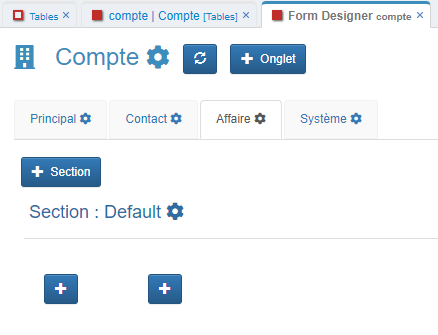 Tables × compte | Compte [Tables] × Form Designer compte ×
Compte + Onglet
Principal Contact Affaire Système
+ Section
Section : Default
+ +